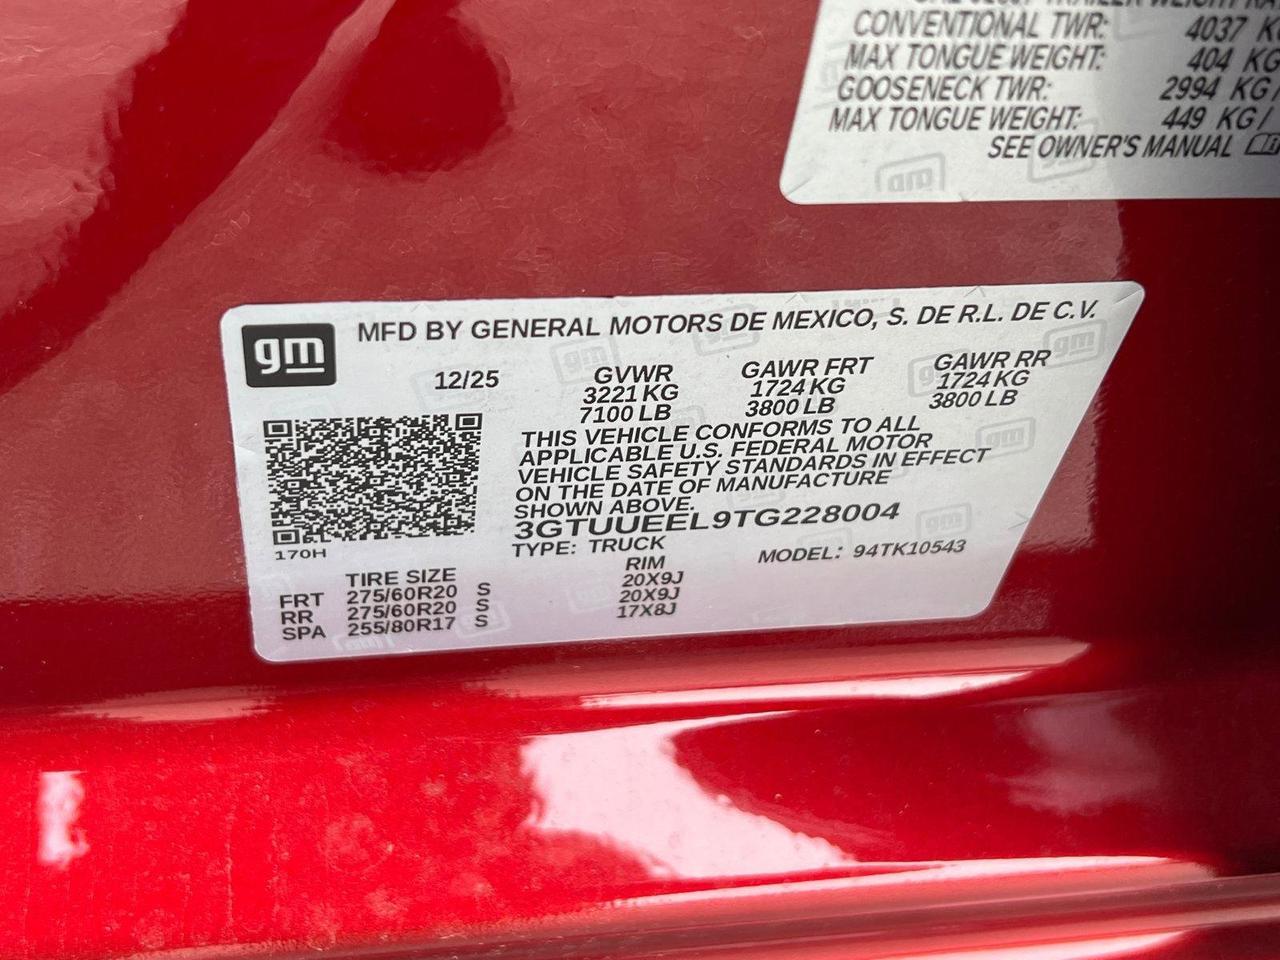 CONVENTIONAL TWR: 4037
MAX TONGUE WEIGHT: 404 KG
GOOSENECK TWR: 2994 KG/
MAX TONGUE WEIGHT: 449 KG/
SEE OWNER'S MANUAL
gm
gm MFD BY GENERAL MOTORS DE MEXICO, S. DE R.L. DE C.V.
12/25 GVWR GAWR FRT GAWR RR
3221 KG 1724 KG 1724 KG
7100 LB 3800 LB 3800 LB
THIS VEHICLE CONFORMS TO ALL
APPLICABLE U.S. FEDERAL MOTOR
VEHICLE SAFETY STANDARDS IN EFFECT
ON THE DATE OF MANUFACTURE
SHOWN ABOVE.
3GTUUEEL9TG228004
170H
TYPE: TRUCK MODEL: 94TK10543
TIRE SIZE RIM
FRT 275/60R20 S 20X9J
RR 275/60R20 S 20X9J
SPA 255/80R17 S 17X8J